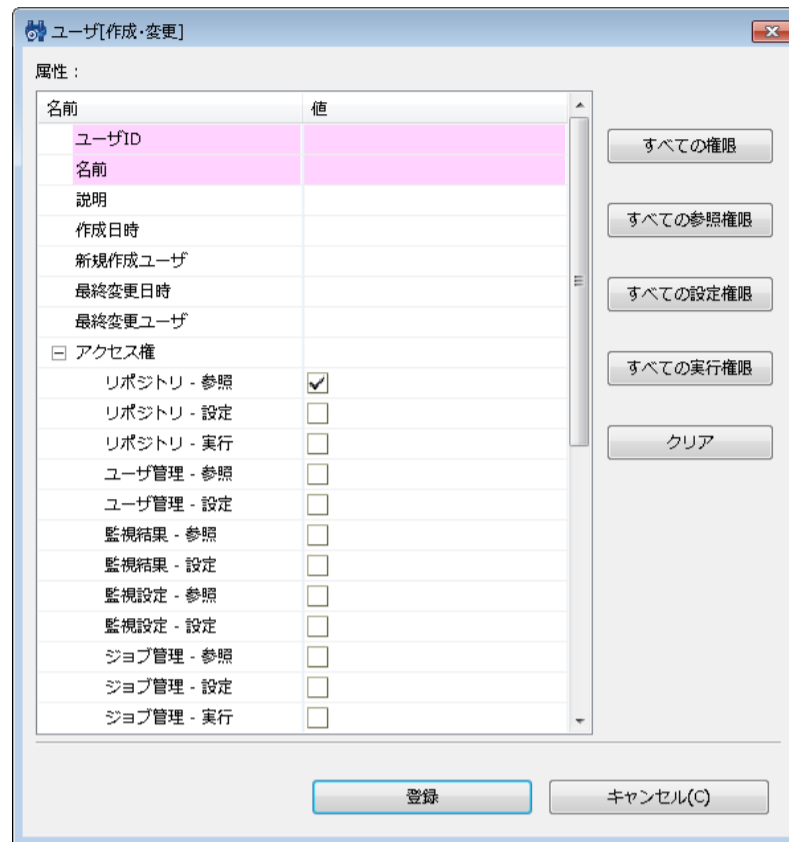 ユーザ[作成・変更]
属性：
名前 値
ユーザID
名前
説明
作成日時
新規作成ユーザ
最終変更日時
最終変更ユーザ
アクセス権
リポジトリ - 参照
リポジトリ - 設定
リポジトリ - 実行
ユーザ管理 - 参照
ユーザ管理 - 設定
監視結果 - 参照
監視結果 - 設定
監視設定 - 参照
監視設定 - 設定
ジョブ管理 - 参照
ジョブ管理 - 設定
ジョブ管理 - 実行
すべての権限
すべての参照権限
すべての設定権限
すべての実行権限
クリア
登録 キャンセル(C)